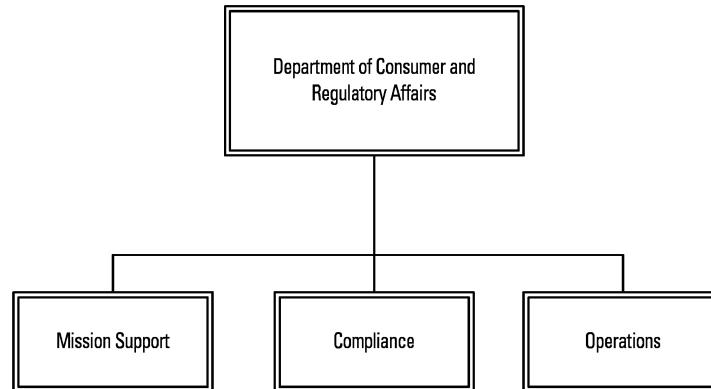 Department of Consumer and
Regulatory Affairs
Mission Support
Compliance
Operations